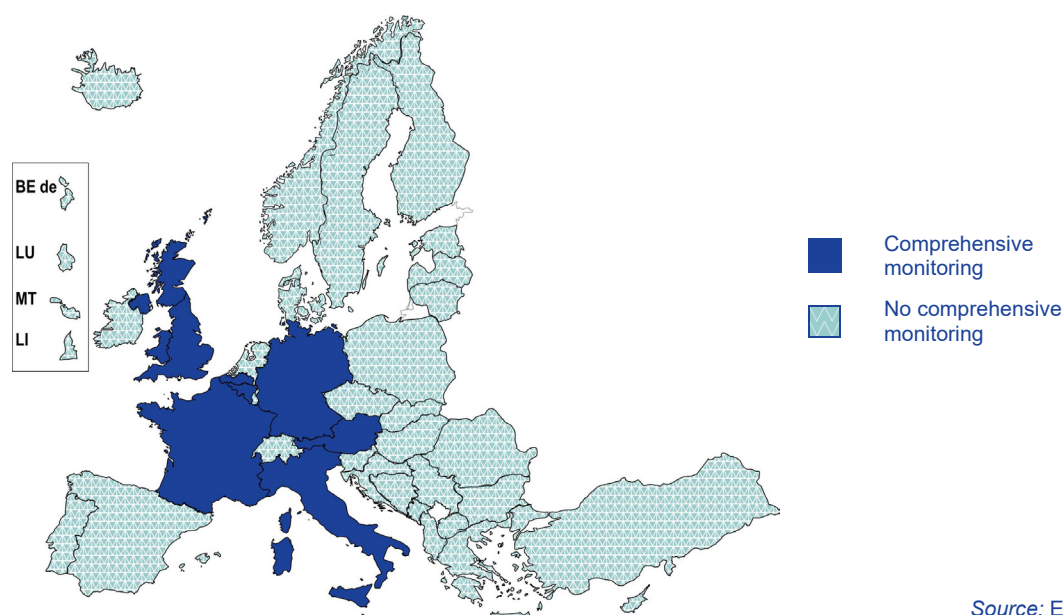 BE de
LU
MT
LI
Comprehensive
monitoring
No comprehensive
monitoring
Source: E